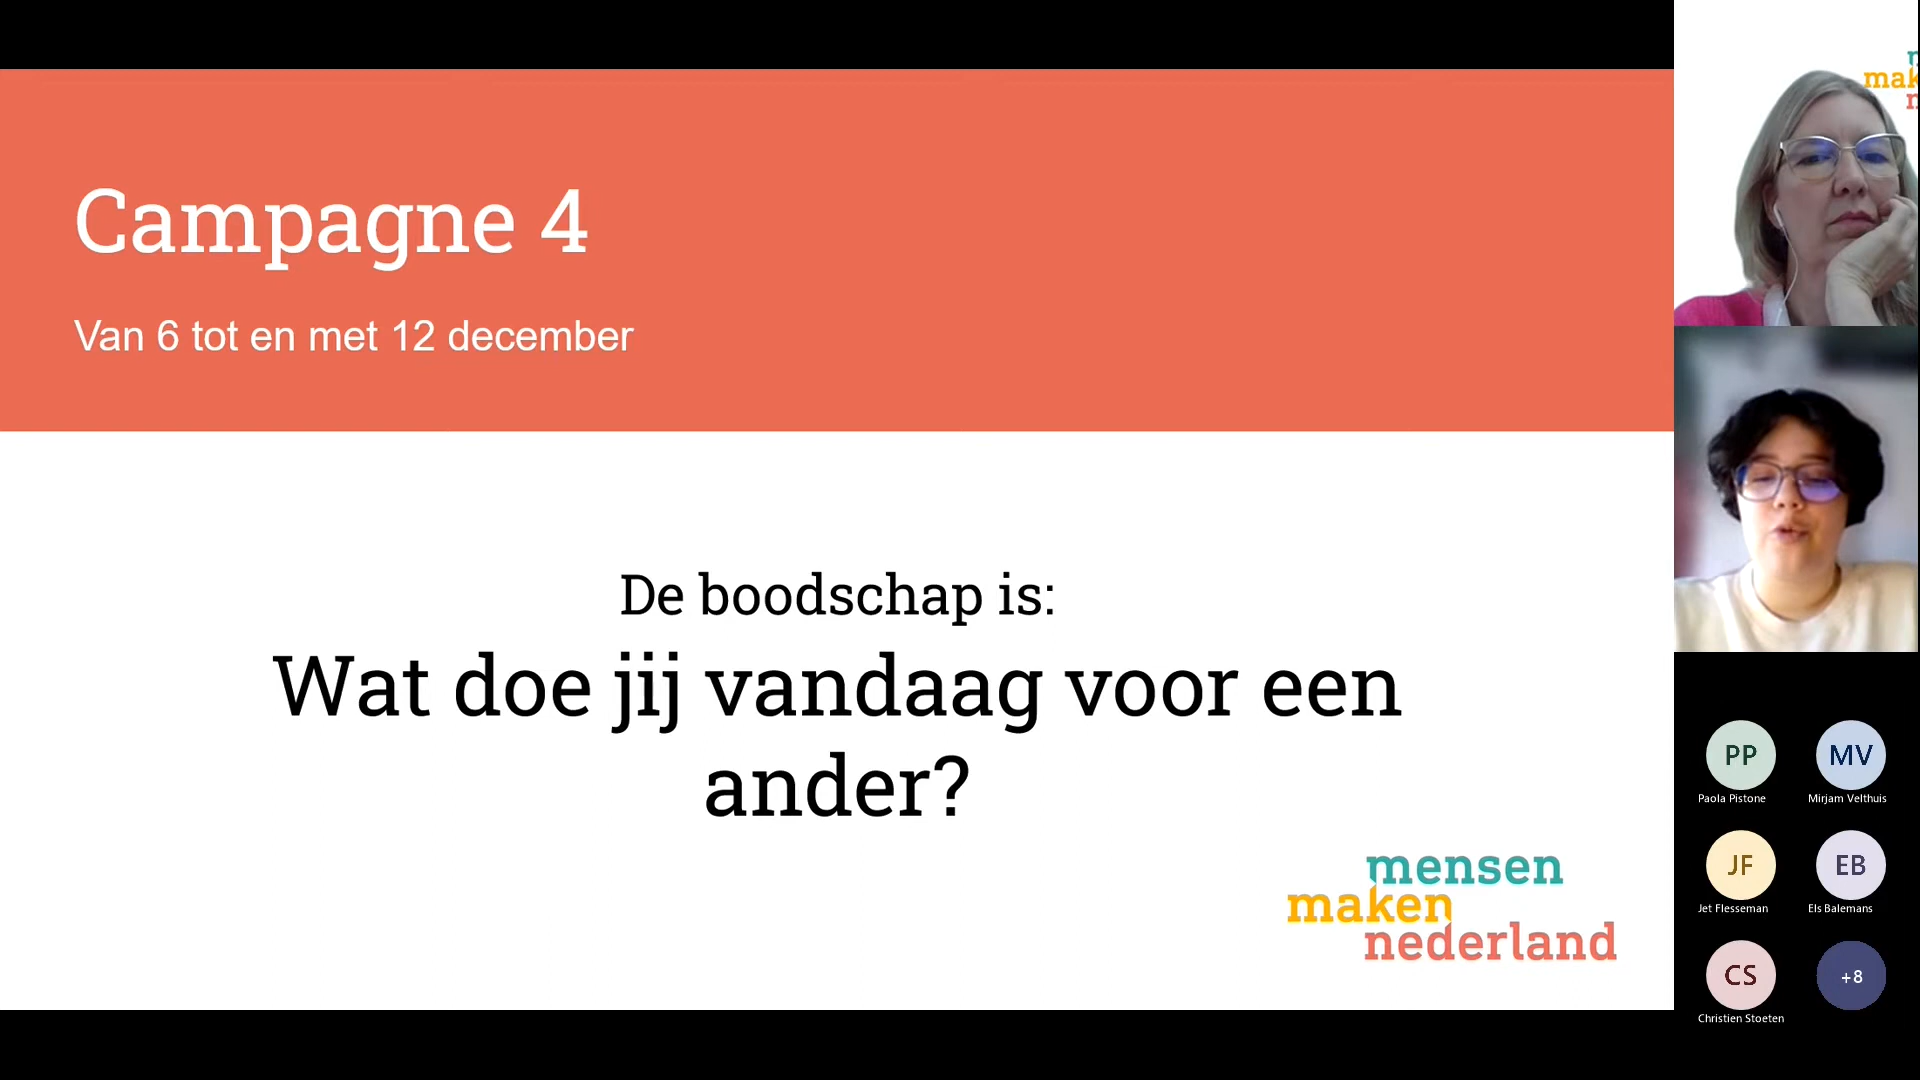 Campagne 4
Van 6 tot en met 12 december
De boodschap is:
Wat doe jij vandaag voor een
ander?
mensen
maken
nederland
mak
PP
MV
Paola Pistone
Mirjam Velthuis
JF
EB
Jet Flesseman
Els Balemans
CS
+8
Christien Stoeten